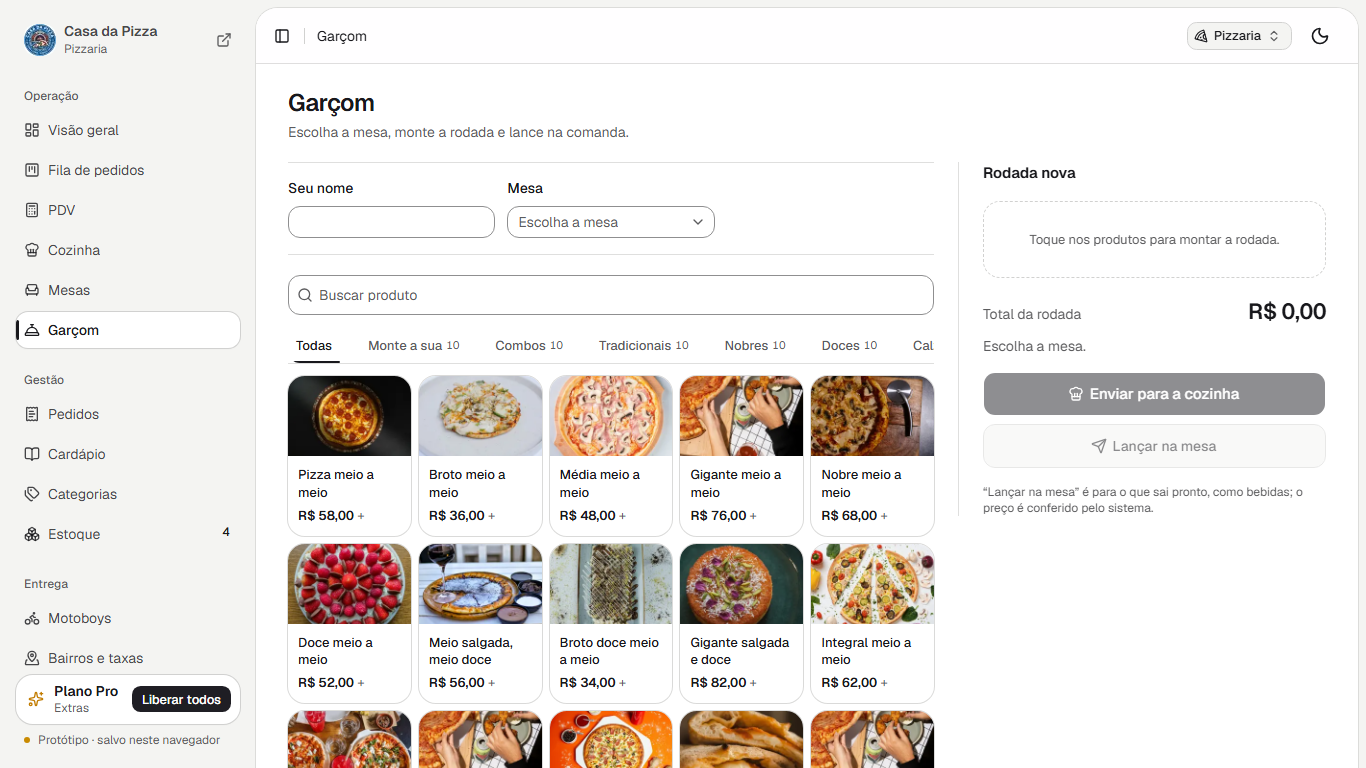 Casa da Pizza
Pizzaria
Operação
Visão geral
Fila de pedidos
PDV
Cozinha
Mesas
Garçom
Gestão
Pedidos
Cardápio
Categorias
Estoque 4
Entrega
Motoboys
Bairros e taxas
Plano Pro
Extras
Liberar todos
Protótipo · salvo neste navegador
Garçom
Pizzaria
Garçom
Escolha a mesa, monte a rodada e lance na comanda.
Seu nome
Mesa
Escolha a mesa
Buscar produto
Todas Monte a sua 10 Combos 10 Tradicionais 10 Nobres 10 Doces 10 Cal
Pizza meio a
meio
R$ 58,00 +
Broto meio a
meio
R$ 36,00 +
Média meio a
meio
R$ 48,00 +
Gigante meio a
meio
R$ 76,00 +
Nobre meio a
meio
R$ 68,00 +
Doce meio a
meio
R$ 52,00 +
Meio salgada,
meio doce
R$ 56,00 +
Broto doce meio
a meio
R$ 34,00 +
Gigante salgada
e doce
R$ 82,00 +
Integral meio a
meio
R$ 62,00 +
Rodada nova
Toque nos produtos para montar a rodada.
Total da rodada R$ 0,00
Escolha a mesa.
Enviar para a cozinha
Lançar na mesa
“Lançar na mesa” é para o que sai pronto, como bebidas; o
preço é conferido pelo sistema.